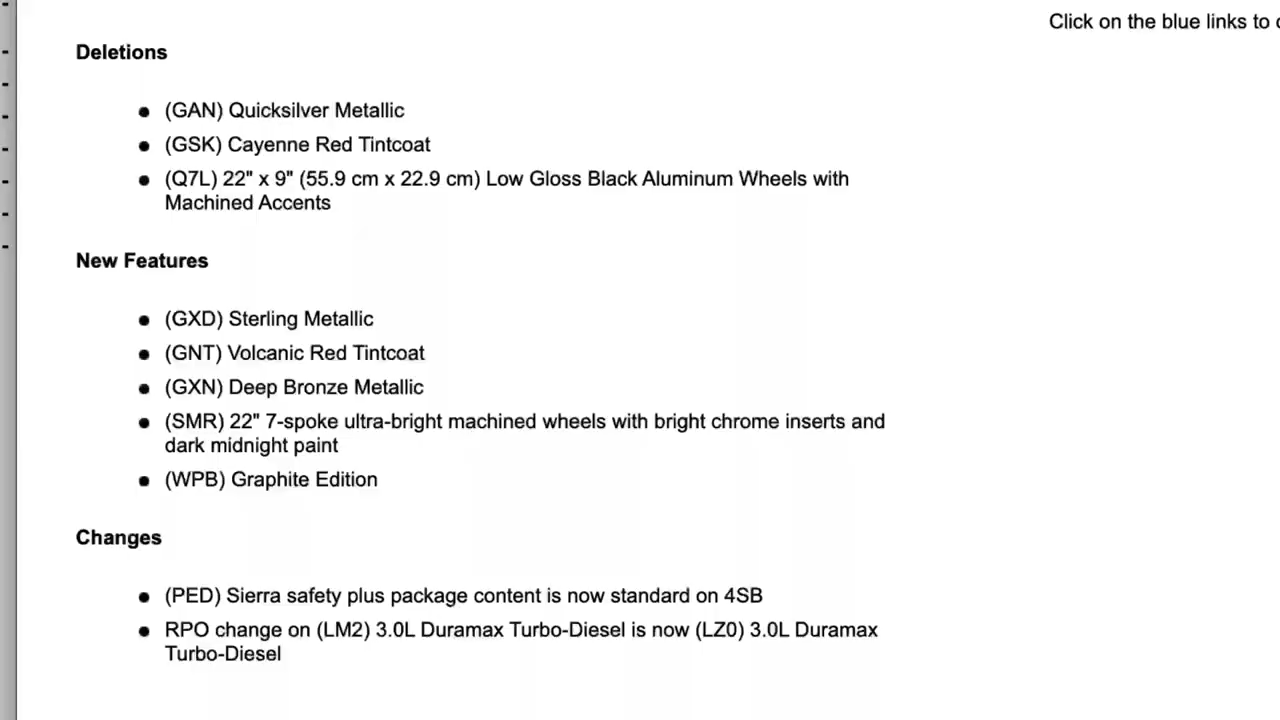 Click on the blue links to
Deletions
(GAN) Quicksilver Metallic
(GSK) Cayenne Red Tintcoat
(Q7L) 22" x 9" (55.9 cm x 22.9 cm) Low Gloss Black Aluminum Wheels with
Machined Accents
New Features
(GXD) Sterling Metallic
(GNT) Volcanic Red Tintcoat
(GXN) Deep Bronze Metallic
(SMR) 22" 7-spoke ultra-bright machined wheels with bright chrome inserts and
dark midnight paint
(WPB) Graphite Edition
Changes
(PED) Sierra safety plus package content is now standard on 4SB
RPO change on (LM2) 3.0L Duramax Turbo-Diesel is now (LZ0) 3.0L Duramax
Turbo-Diesel